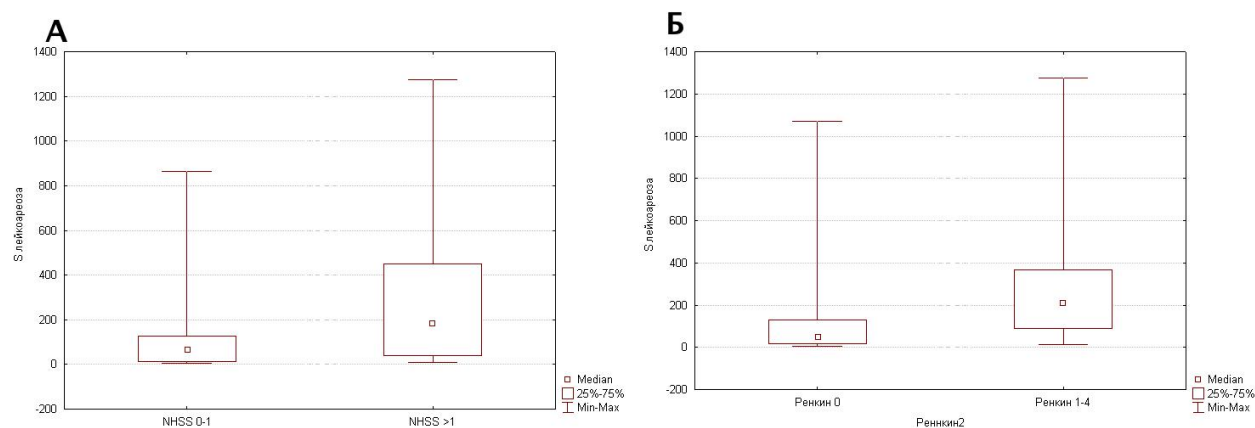 А
1400
1200
1000
800
600
400
200
0
-200
S лейкоареоза
NHSS 0-1
NHSS >1
Median
25%-75%
Min-Max
Б
1400
1200
1000
800
600
400
200
0
-200
S лейкоареоза
Ренкин 0
Ренкин 1-4
Реннкин2
Median
25%-75%
Min-Max